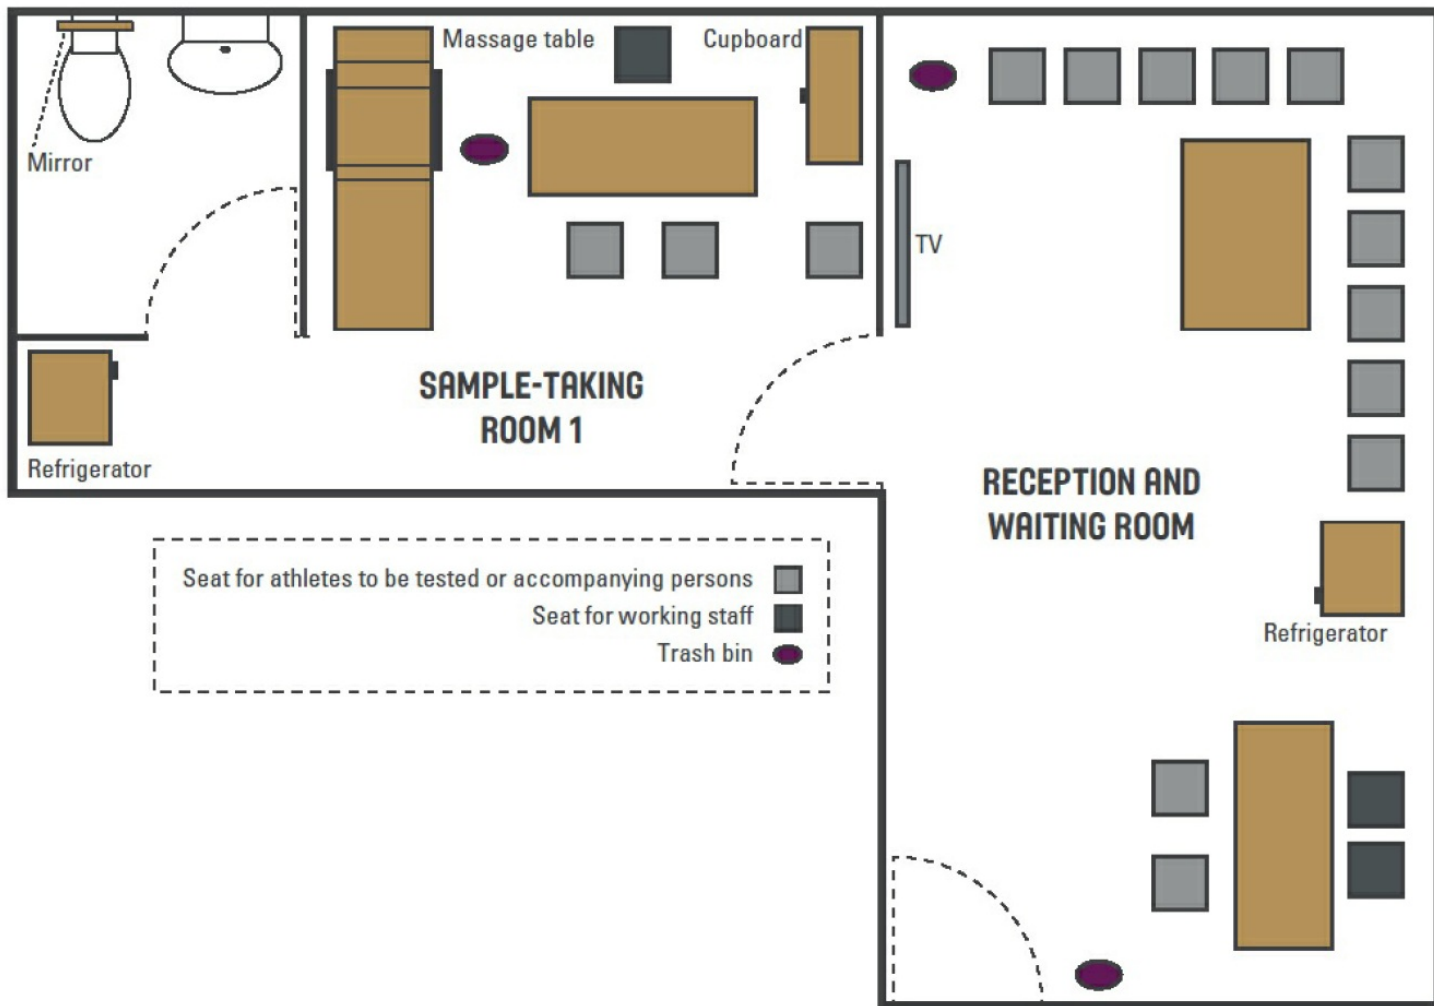 Massage table
Cupboard
Mirror
TV
SAMPLE-TAKING
ROOM 1
Refrigerator
RECEPTION AND
WAITING ROOM
Seat for athletes to be tested or accompanying persons
Seat for working staff
Trash bin
Refrigerator